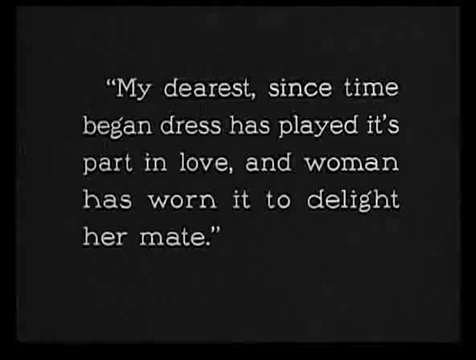 “My dearest, since time
began dress has played it's
part in love, and woman
has worn it to delight
her mate.”